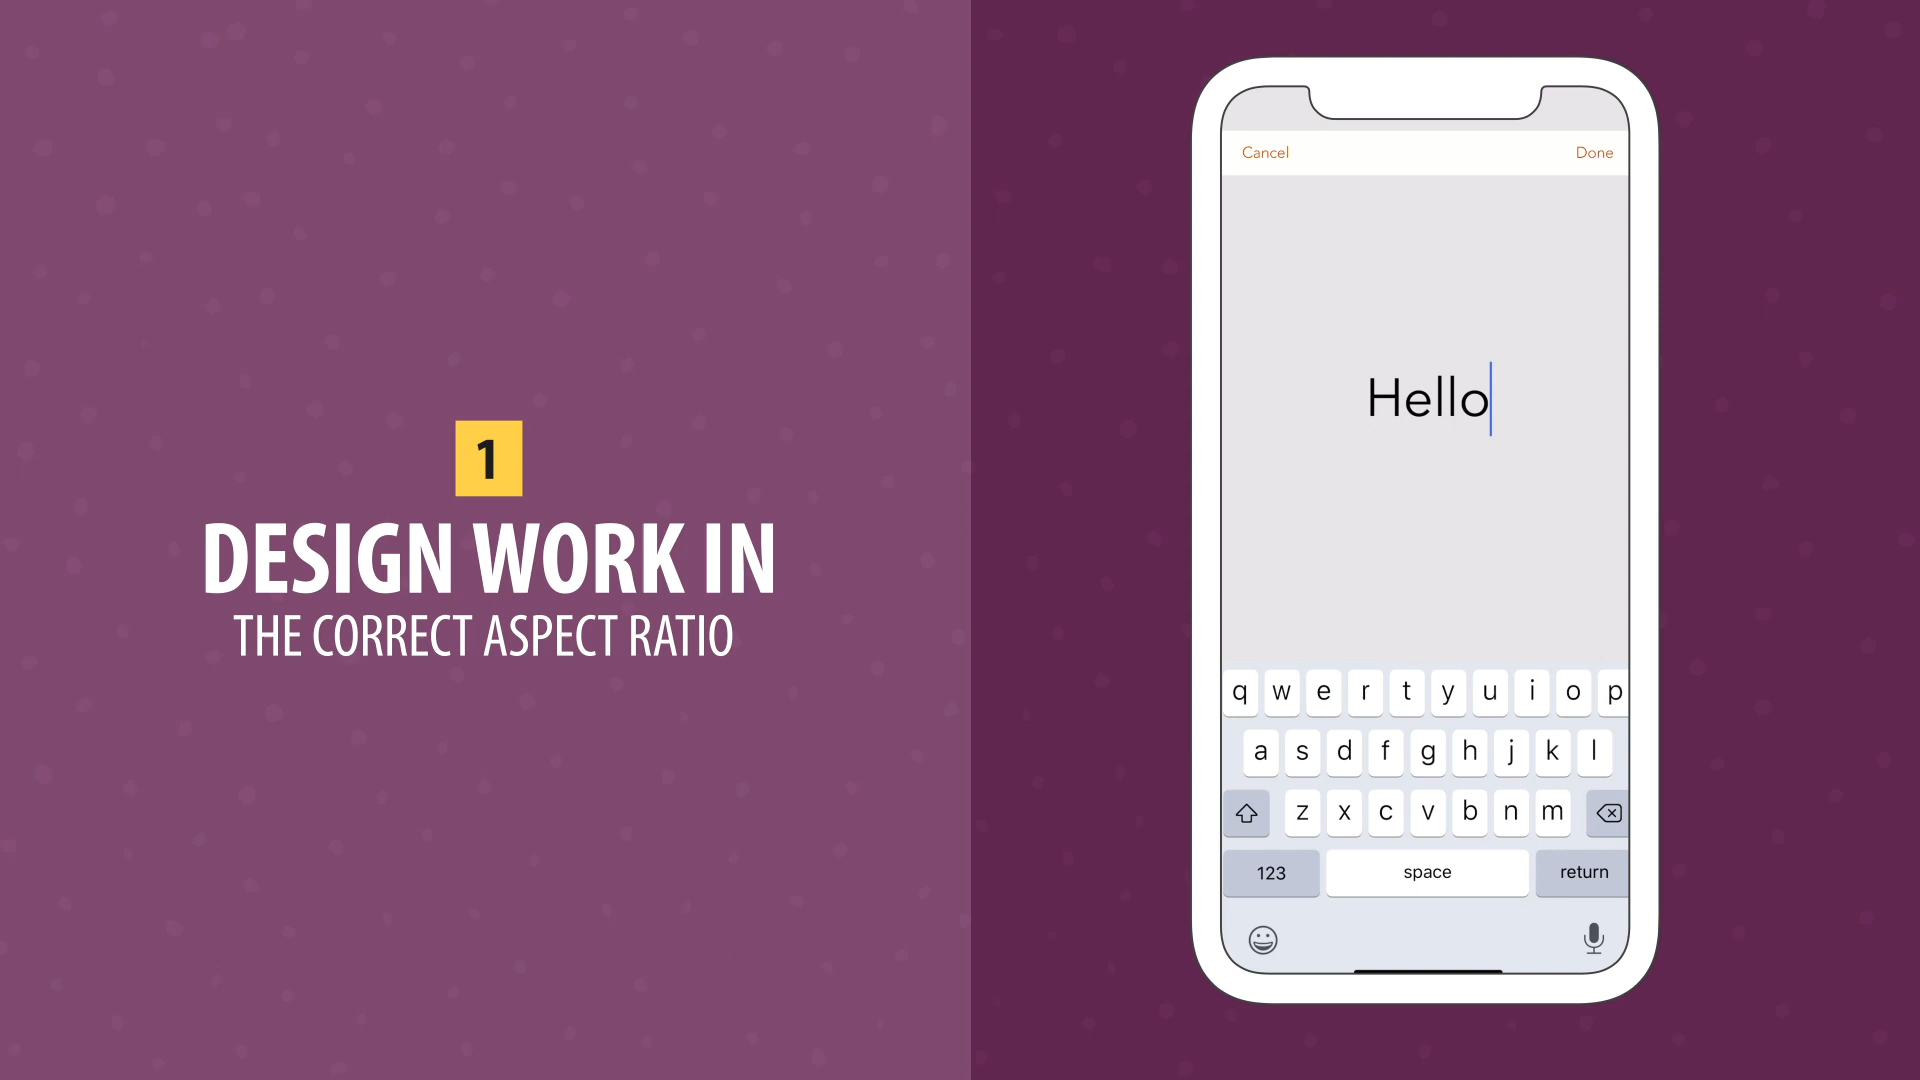 1
DESIGN WORK IN
THE CORRECT ASPECT RATIO
Cancel Done
Hello
q w e r t y u i o p
a s d f g h j k l
z x c v b n m
123 space return